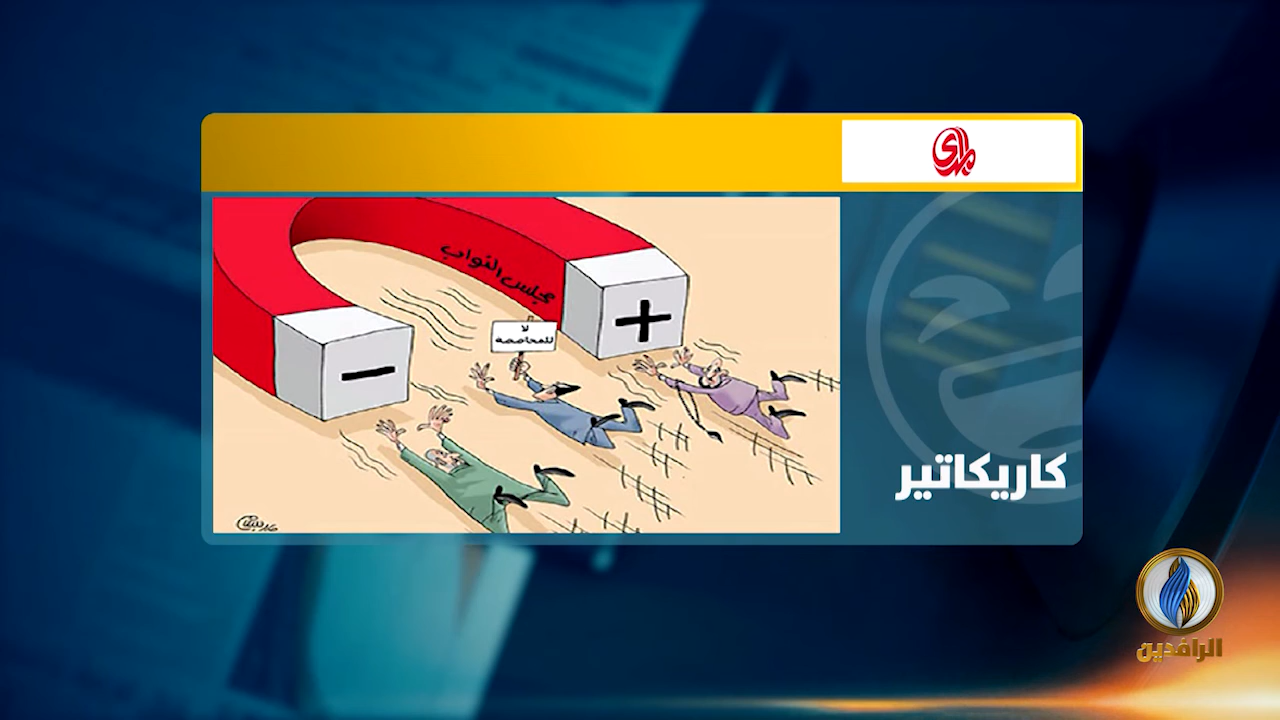 المدى
مجلس النواب
+
لا
للمحاصصة
-
كاريكاتير
الرافدين